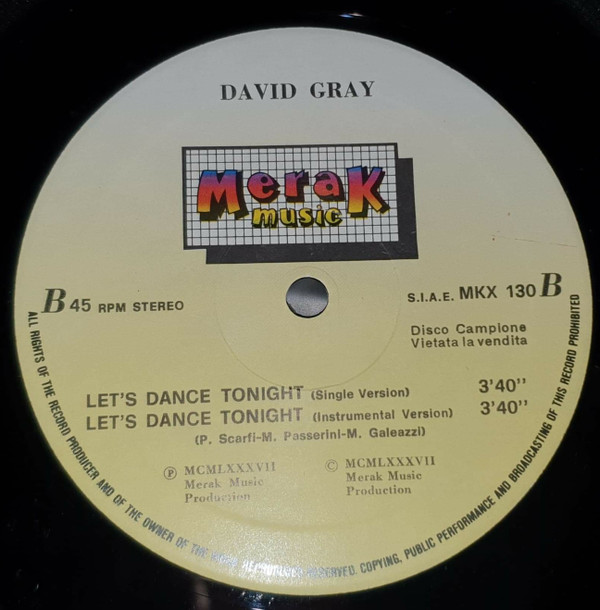 DAVID GRAY
Merak
music
B 45 RPM STEREO
S.I.A.E. MKX 130 B
Disco Campione
Vietata la vendita
LET'S DANCE TONIGHT (Single Version) 3'40"
LET'S DANCE TONIGHT (Instrumental Version) 3'40"
(P. Scarfi-M. Passerini-M. Galeazzi)
Ⓟ MCMLXXXVII
Merak Music
Production
© MCMLXXXVII
Merak Music
Production
ALL RIGHTS OF THE RECORD PRODUCER AND OF THE OWNER OF THE WORK REPRODUCED RESERVED. COPYING, PUBLIC PERFORMANCE AND BROADCASTING OF THIS RECORD PROHIBITED